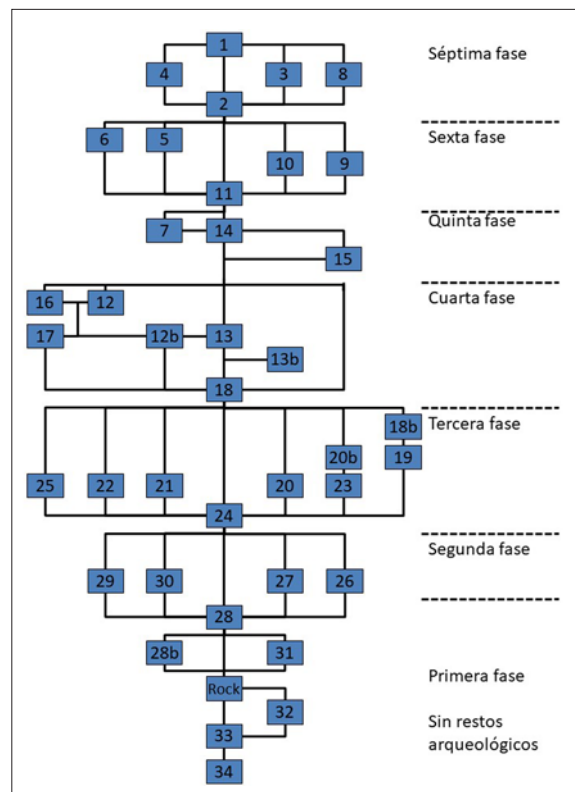 1
Séptima fase
4 3 8
2
6 5
Sexta fase
10 9
11
Quinta fase
7 14
15
16 12
Cuarta fase
17 12b 13
13b
18
Tercera fase
18b
20b 19
25 22 21 20 23
24
Segunda fase
29 30 27 26
28
28b 31
Primera fase
Rock
32
Sin restos
33
arqueológicos
34